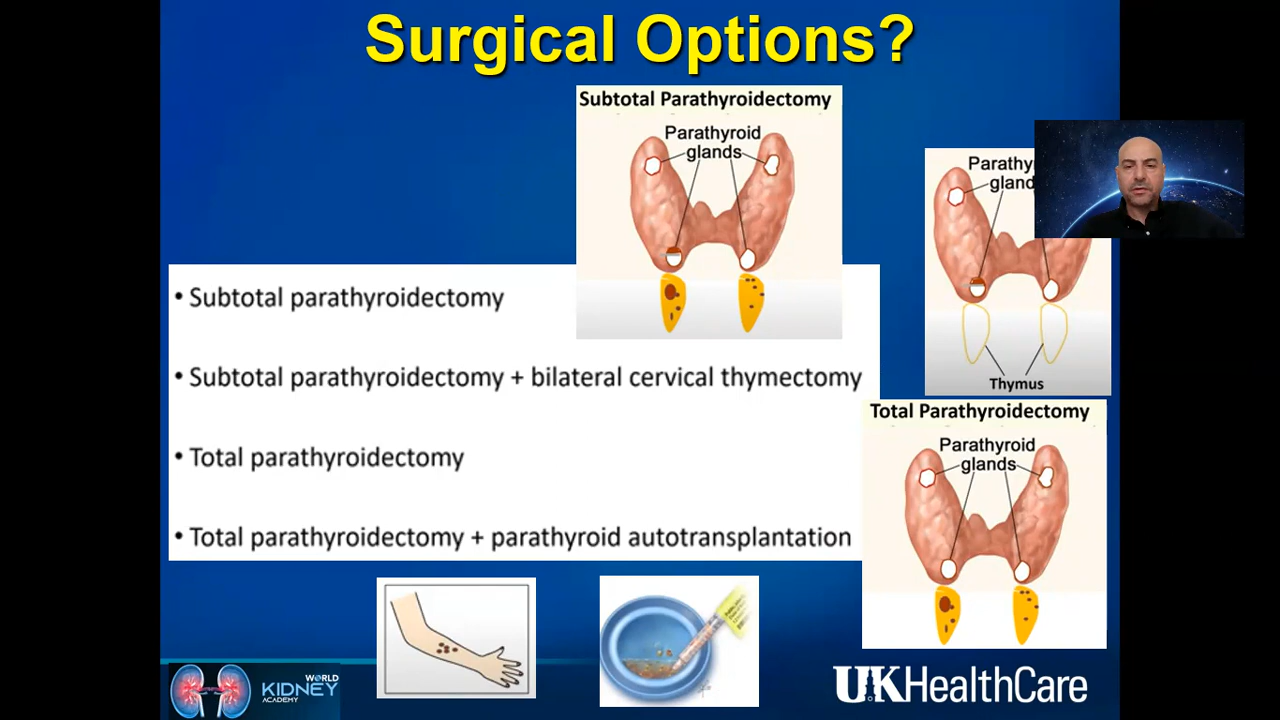 Surgical Options?
Subtotal Parathyroidectomy
Parathyroid
glands
Parathy
gland
• Subtotal parathyroidectomy
• Subtotal parathyroidectomy + bilateral cervical thymectomy
Thymus
Total Parathyroidectomy
Parathyroid
glands
• Total parathyroidectomy
• Total parathyroidectomy + parathyroid autotransplantation
WORLD
KIDNEY
ACADEMY
UKHealthCare